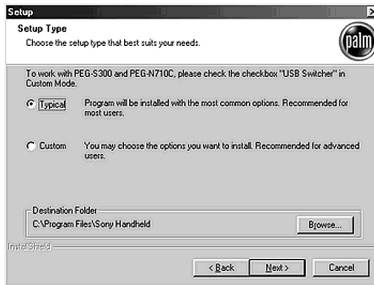 Setup
Setup Type
Choose the setup type that best suits your needs.
palm
To work with PEG-S300 and PEG-N710C, please check the checkbox "USB Switcher" in
Custom Mode.
Typical
Program will be installed with the most common options. Recommended for
most users.
Custom
You may choose the options you want to install. Recommended for advanced
users.
Destination Folder
C:\Program Files\Sony Handheld
Browse...
InstallShield
< Back
Next >
Cancel